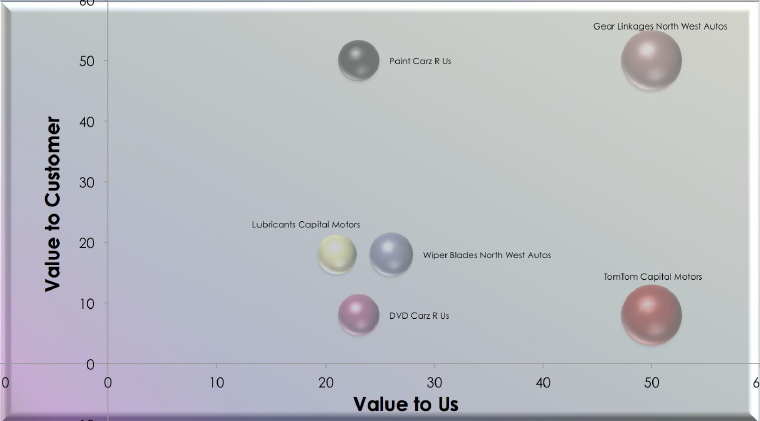 60
Gear Linkages North West Autos
50
Paint Carz R Us
40
Value to Customer
30
Lubricants Capital Motors
20
Wiper Blades North West Autos
TomTom Capital Motors
10
DVD Carz R Us
0
0 10 20 30 40 50
Value to Us